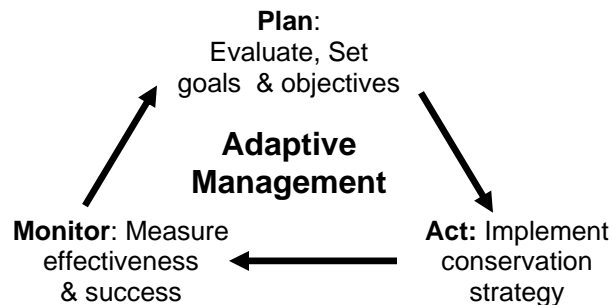 Plan:
Evaluate, Set
goals & objectives
Adaptive
Management
Monitor: Measure
effectiveness
& success
Act: Implement
conservation
strategy